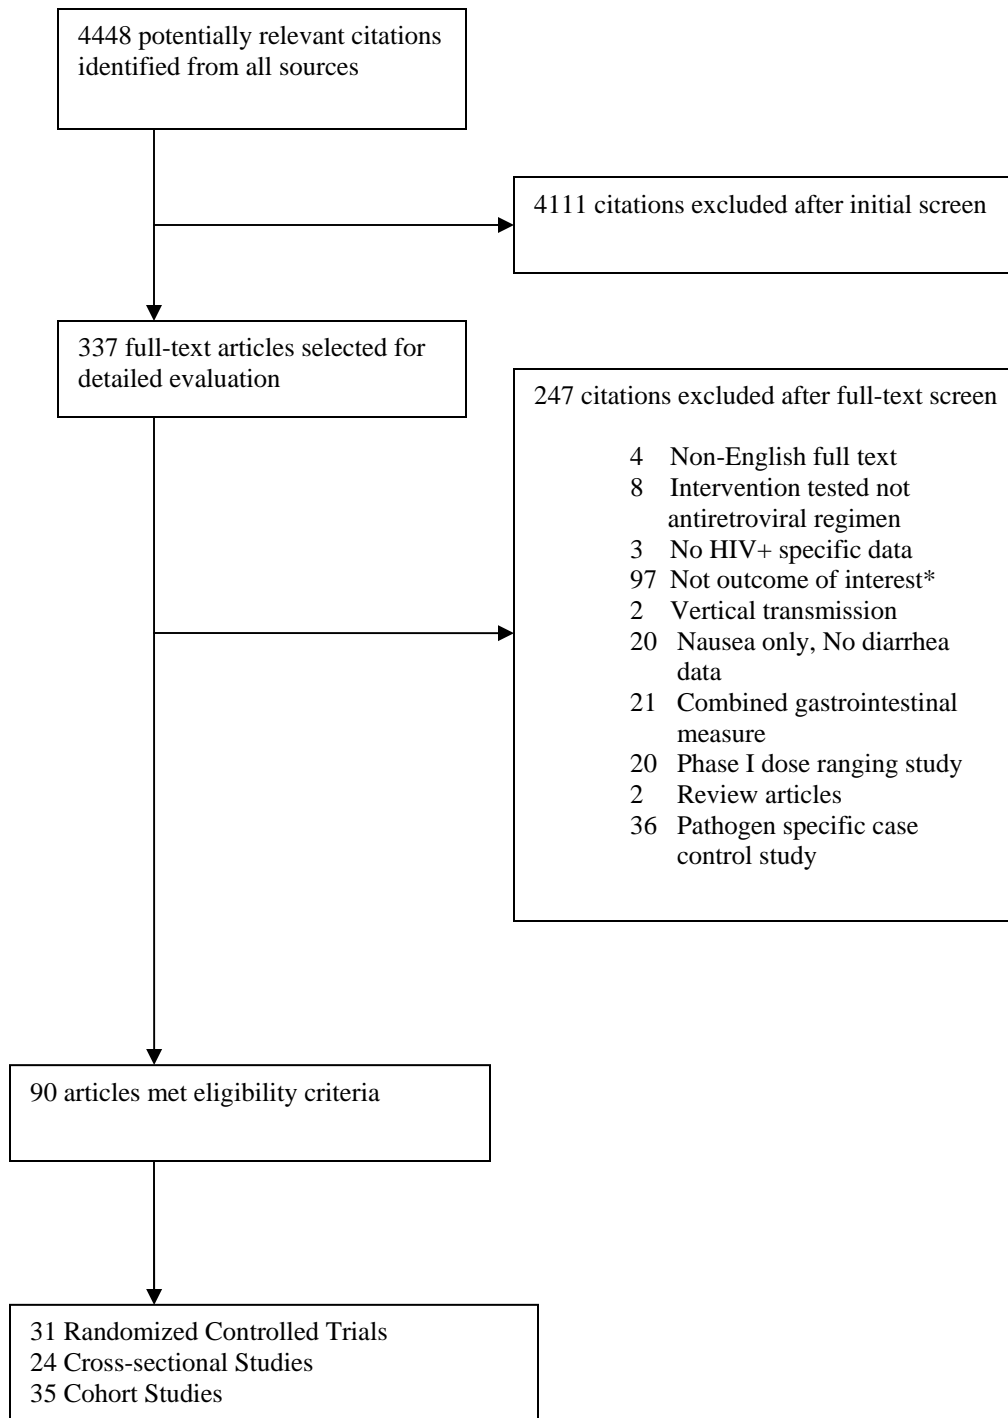 4448 potentially relevant citations
identified from all sources
4111 citations excluded after initial screen
337 full-text articles selected for
detailed evaluation
247 citations excluded after full-text screen
4 Non-English full text
8 Intervention tested not
antiretroviral regimen
3 No HIV+ specific data
97 Not outcome of interest*
2 Vertical transmission
20 Nausea only, No diarrhea
data
21 Combined gastrointestinal
measure
20 Phase I dose ranging study
2 Review articles
36 Pathogen specific case
control study
90 articles met eligibility criteria
31 Randomized Controlled Trials
24 Cross-sectional Studies
35 Cohort Studies